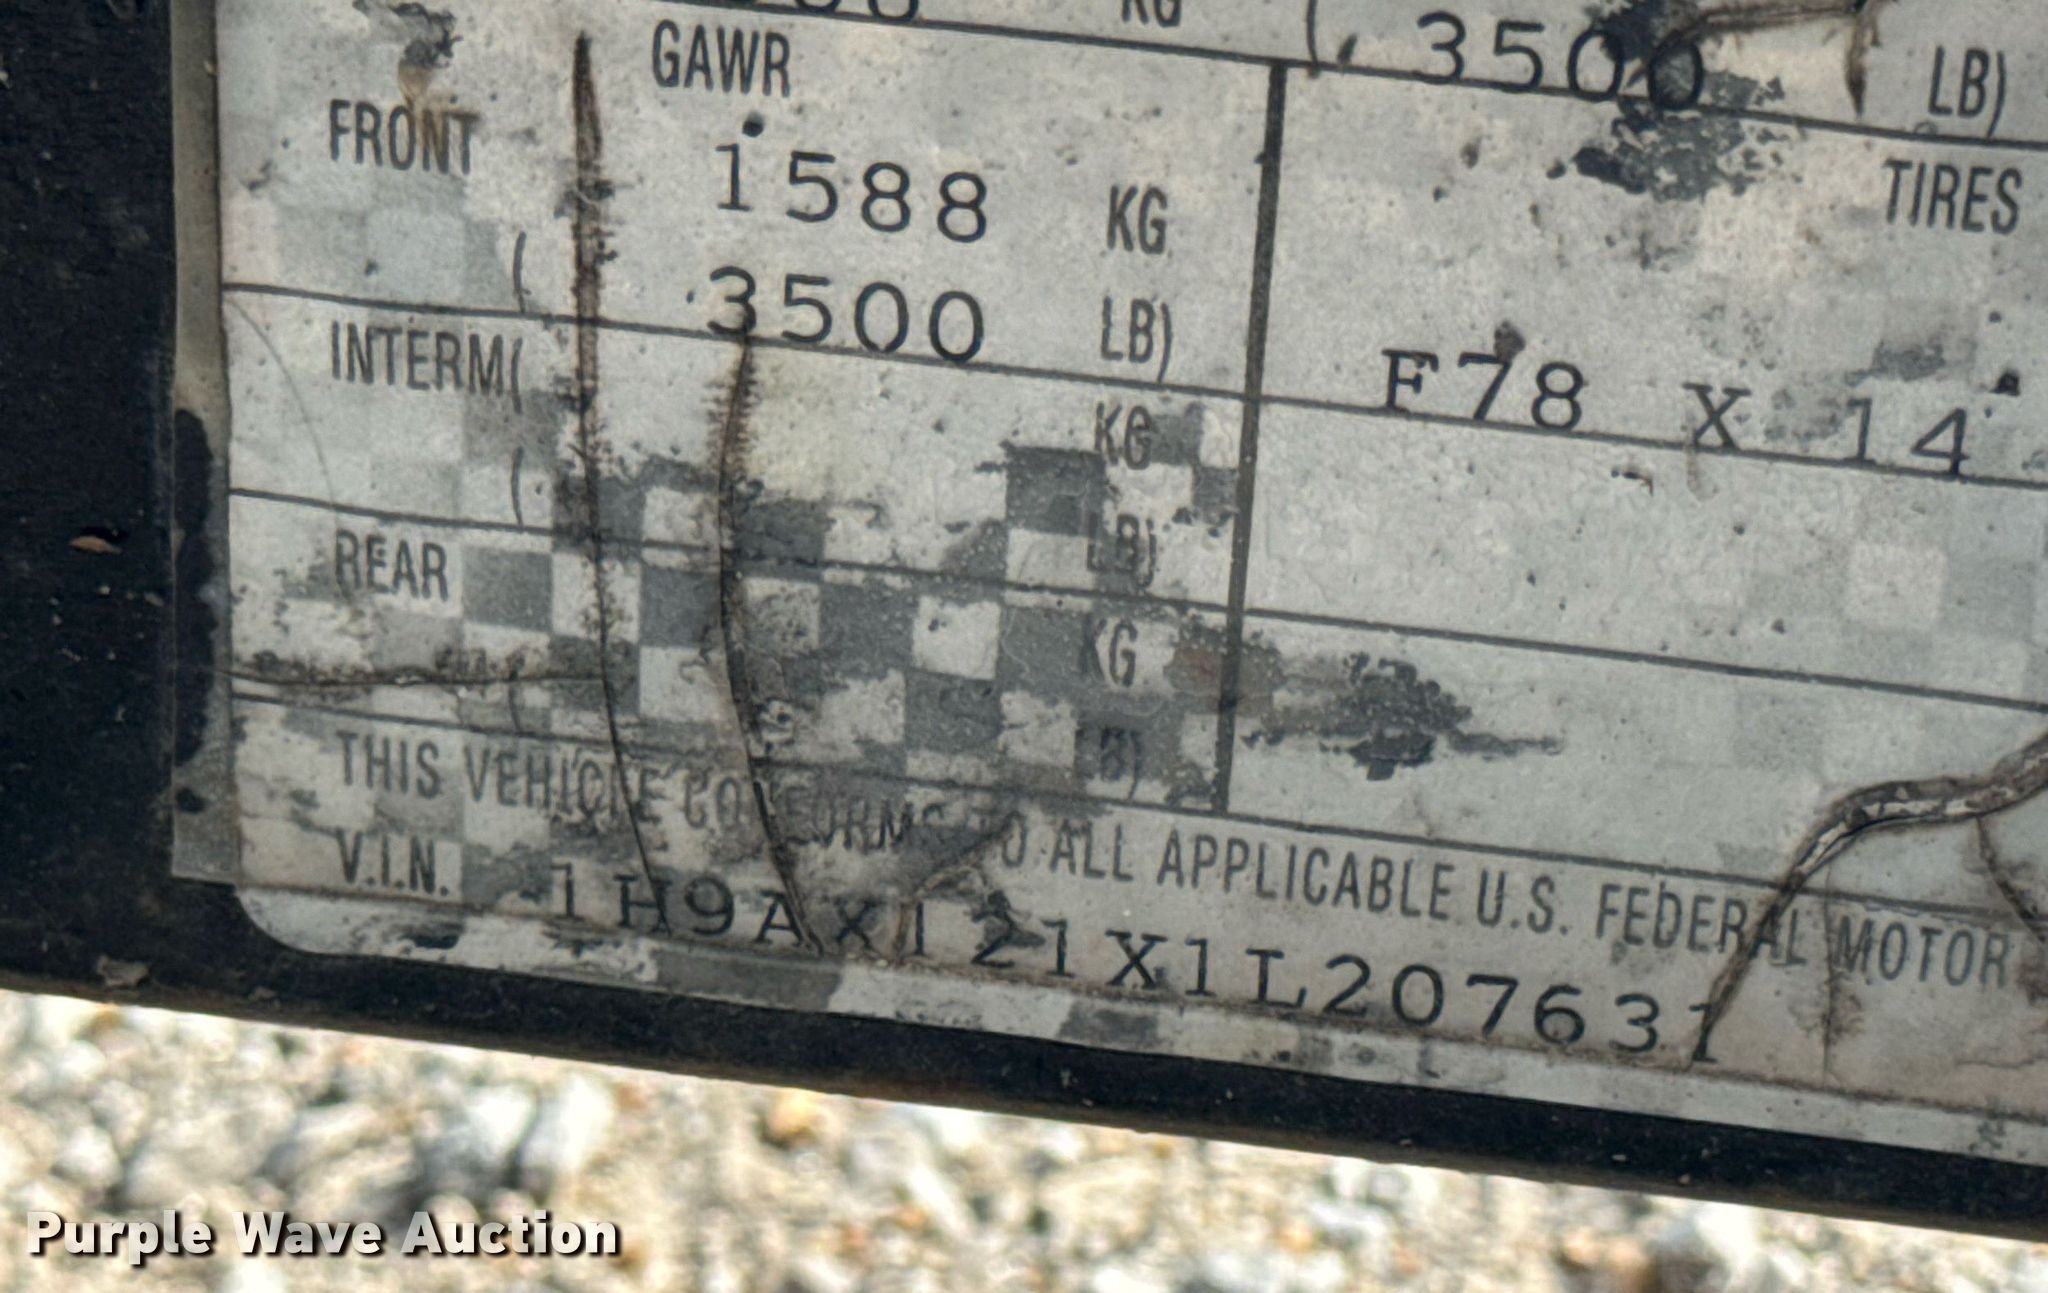 KG ( 3500 LB)
GAWR
FRONT 1588 KG TIRES
( 3500 LB)
F78 X 14
INTERM( KG
( LB)
REAR KG
THIS VEHICLE CONFORMS TO ALL APPLICABLE U.S. FEDERAL MOTOR
V.I.N. 1H9AX121X1L207631
Purple Wave Auction